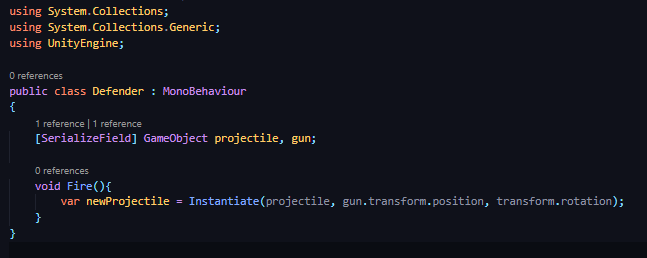 using System.Collections;
using System.Collections.Generic;
using UnityEngine;
0 references
public class Defender : MonoBehaviour
{
1 reference | 1 reference
[SerializeField] GameObject projectile, gun;
0 references
void Fire(){
var newProjectile = Instantiate(projectile, gun.transform.position, transform.rotation);
}
}